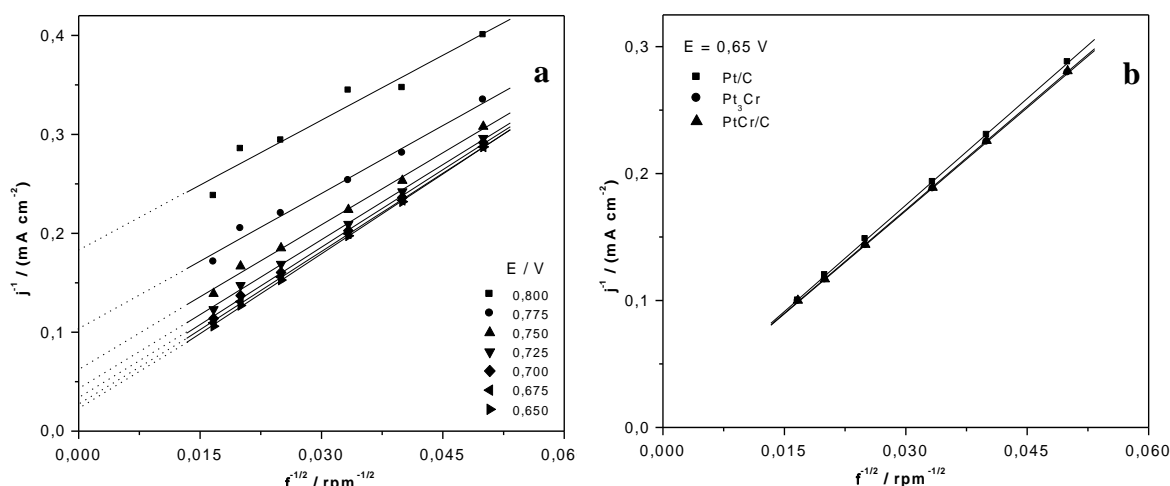 a
0,4
0,3
0,2
0,1
0,0
j⁻¹ / (mA cm⁻²)
E / V
0,800
0,775
0,750
0,725
0,700
0,675
0,650
0,000
0,015
0,030
0,045
0,06
f⁻¹/² / rpm⁻¹/²
b
E = 0,65 V
Pt/C
Pt₃Cr
PtCr/C
0,3
0,2
0,1
0,0
j⁻¹ / (mA cm⁻²)
0,000
0,015
0,030
0,045
0,060
f⁻¹/² / rpm⁻¹/²